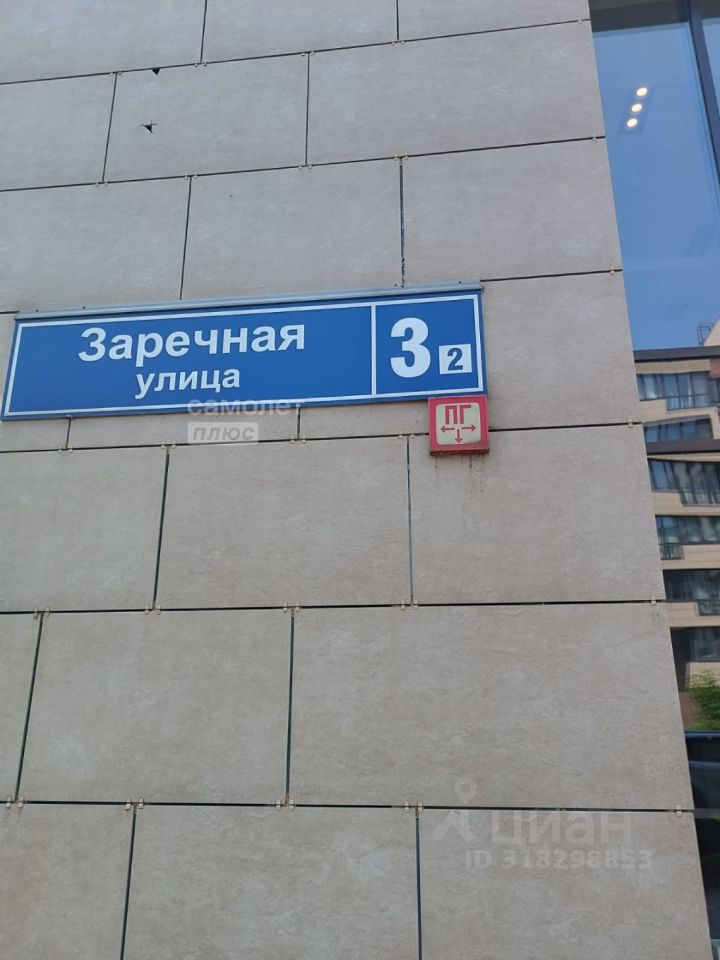 Заречная
улица
3 2
самолет
плюс
ПГ
циан
ID 318298853